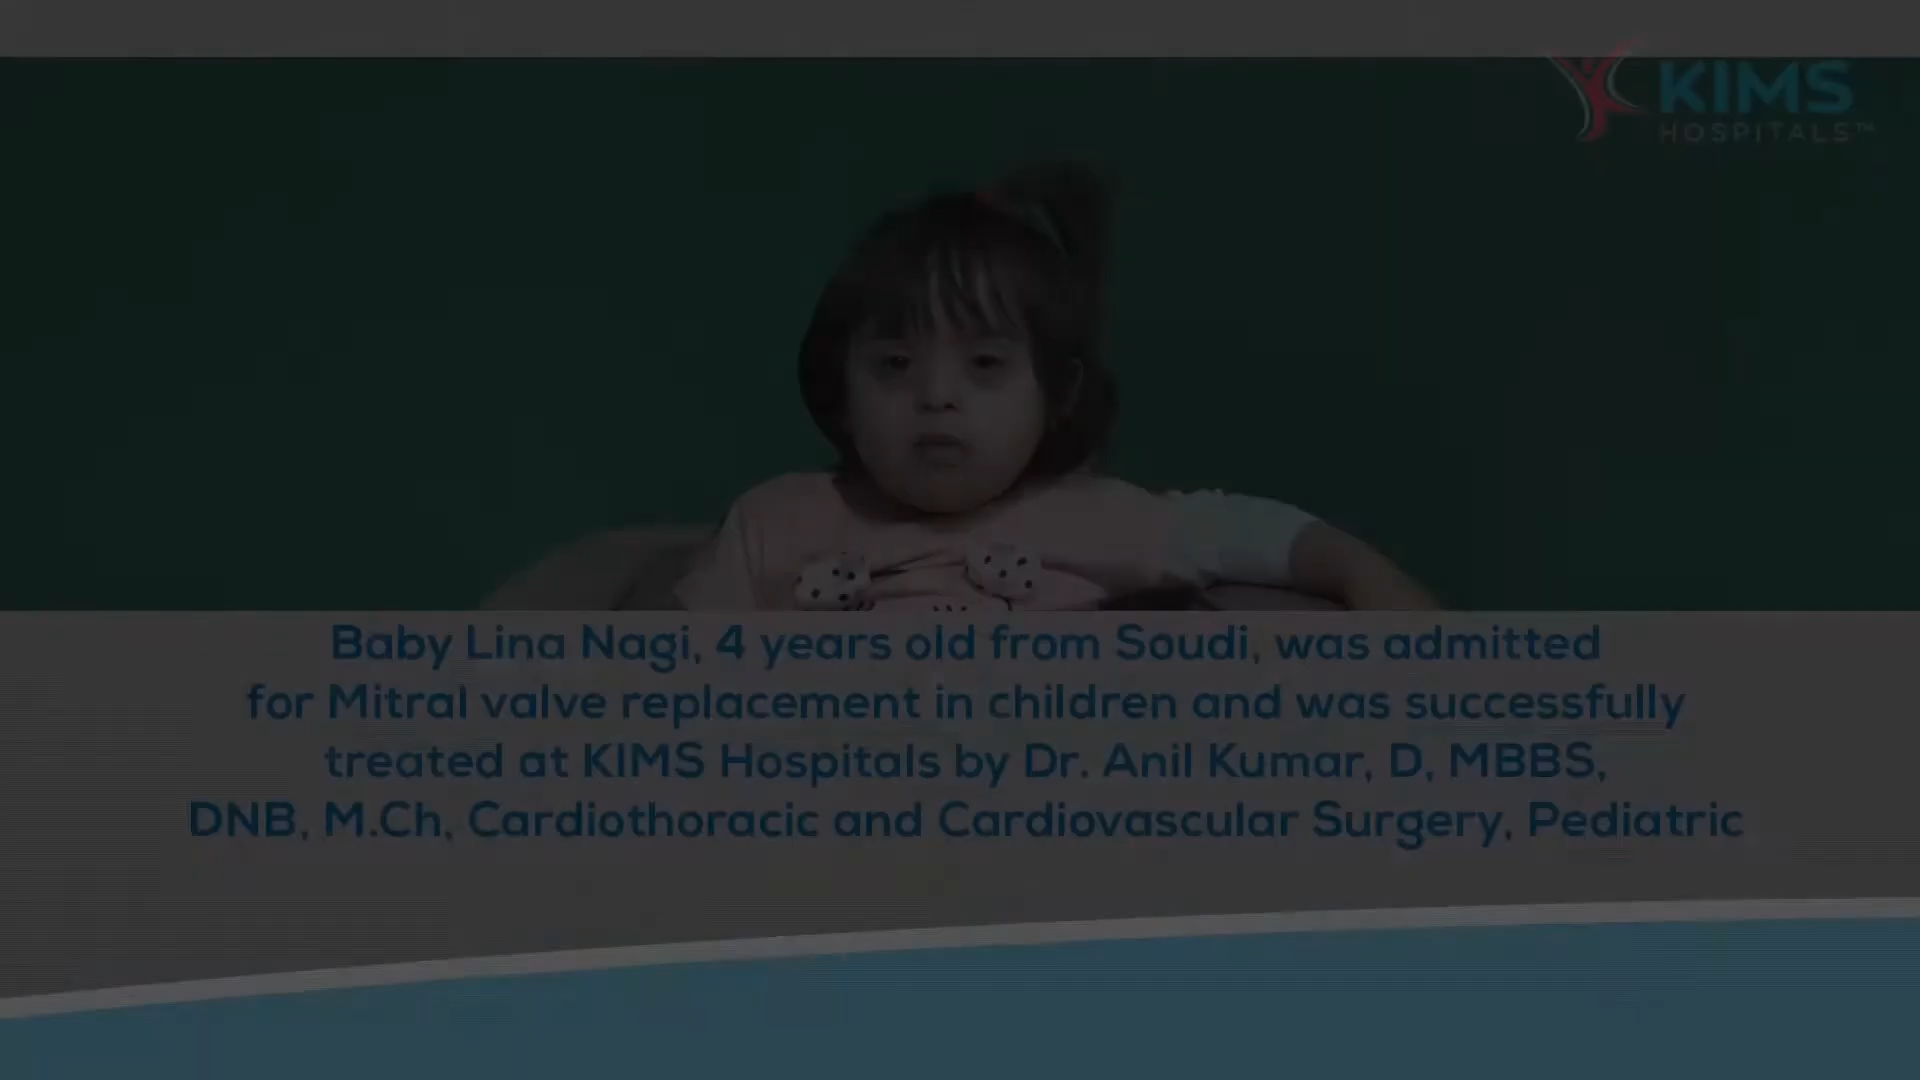 KIMS
HOSPITALS™
Baby Lina Nagi, 4 years old from Soudi, was admitted
for Mitral valve replacement in children and was successfully
treated at KIMS Hospitals by Dr. Anil Kumar, D, MBBS,
DNB, M.Ch, Cardiothoracic and Cardiovascular Surgery, Pediatric